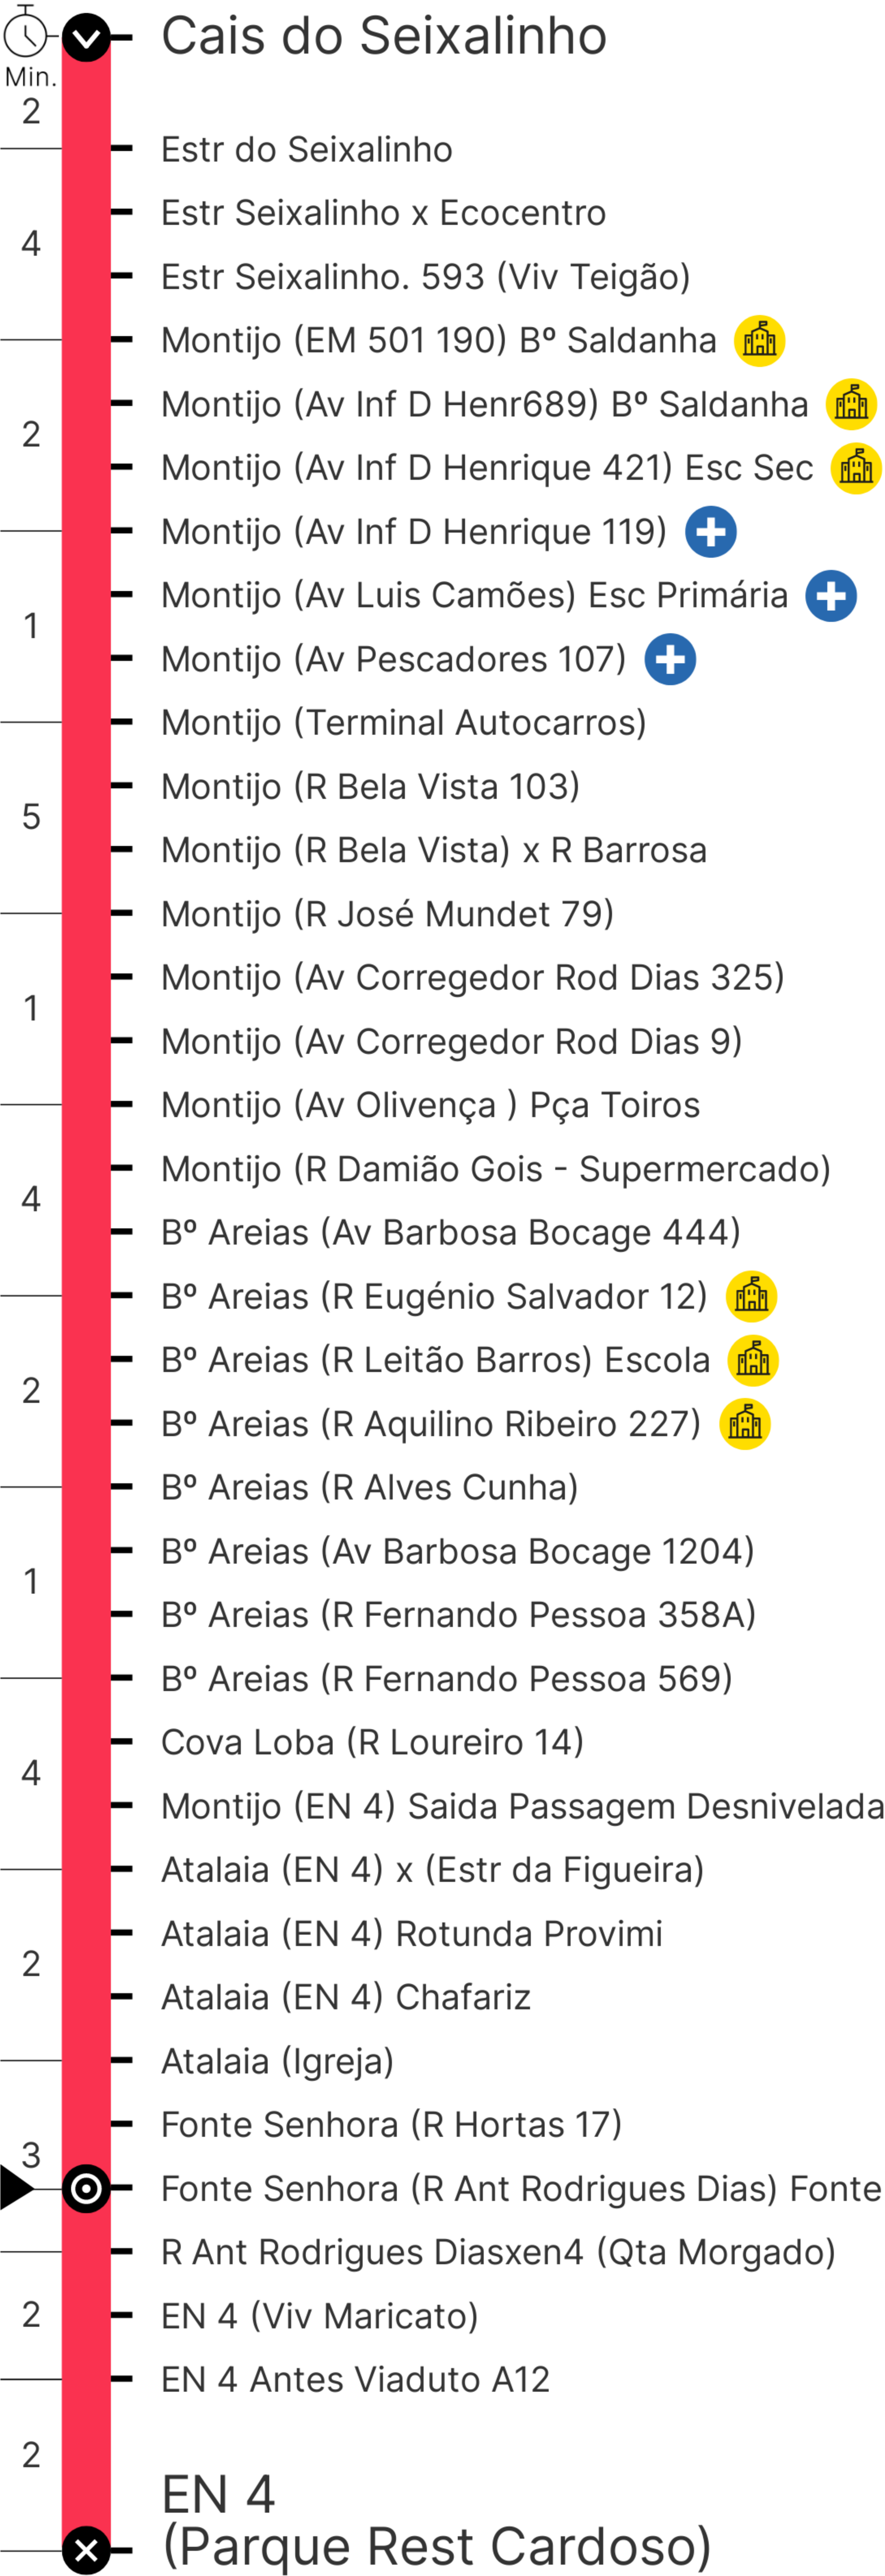 Cais do Seixalinho
Min.
2
Estr do Seixalinho
Estr Seixalinho x Ecocentro
4
Estr Seixalinho. 593 (Viv Teigão)
Montijo (EM 501 190) Bº Saldanha
Montijo (Av Inf D Henr689) Bº Saldanha
2
Montijo (Av Inf D Henrique 421) Esc Sec
Montijo (Av Inf D Henrique 119)
Montijo (Av Luis Camões) Esc Primária
1
Montijo (Av Pescadores 107)
Montijo (Terminal Autocarros)
Montijo (R Bela Vista 103)
5
Montijo (R Bela Vista) x R Barrosa
Montijo (R José Mundet 79)
Montijo (Av Corregedor Rod Dias 325)
1
Montijo (Av Corregedor Rod Dias 9)
Montijo (Av Olivença ) Pça Toiros
Montijo (R Damião Gois - Supermercado)
4
Bº Areias (Av Barbosa Bocage 444)
Bº Areias (R Eugénio Salvador 12)
Bº Areias (R Leitão Barros) Escola
2
Bº Areias (R Aquilino Ribeiro 227)
Bº Areias (R Alves Cunha)
Bº Areias (Av Barbosa Bocage 1204)
1
Bº Areias (R Fernando Pessoa 358A)
Bº Areias (R Fernando Pessoa 569)
Cova Loba (R Loureiro 14)
4
Montijo (EN 4) Saida Passagem Desnivelada
Atalaia (EN 4) x (Estr da Figueira)
Atalaia (EN 4) Rotunda Provimi
2
Atalaia (EN 4) Chafariz
Atalaia (Igreja)
Fonte Senhora (R Hortas 17)
3
Fonte Senhora (R Ant Rodrigues Dias) Fonte
R Ant Rodrigues Diasxen4 (Qta Morgado)
2
EN 4 (Viv Maricato)
EN 4 Antes Viaduto A12
2
EN 4
(Parque Rest Cardoso)